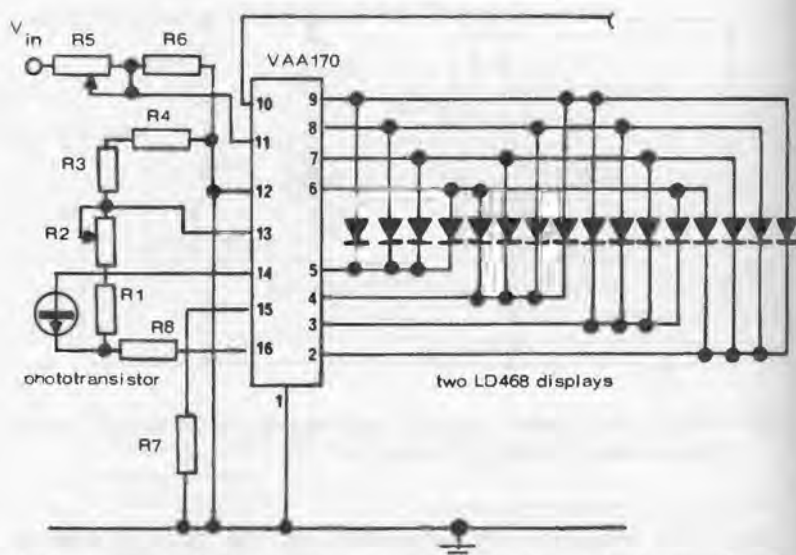 V in
R5
R6
VAA170
R4
R3
R2
R1
R8
R7
10
11
12
13
14
15
16
1
9
8
7
6
5
4
3
2
phototransistor
two LD468 displays